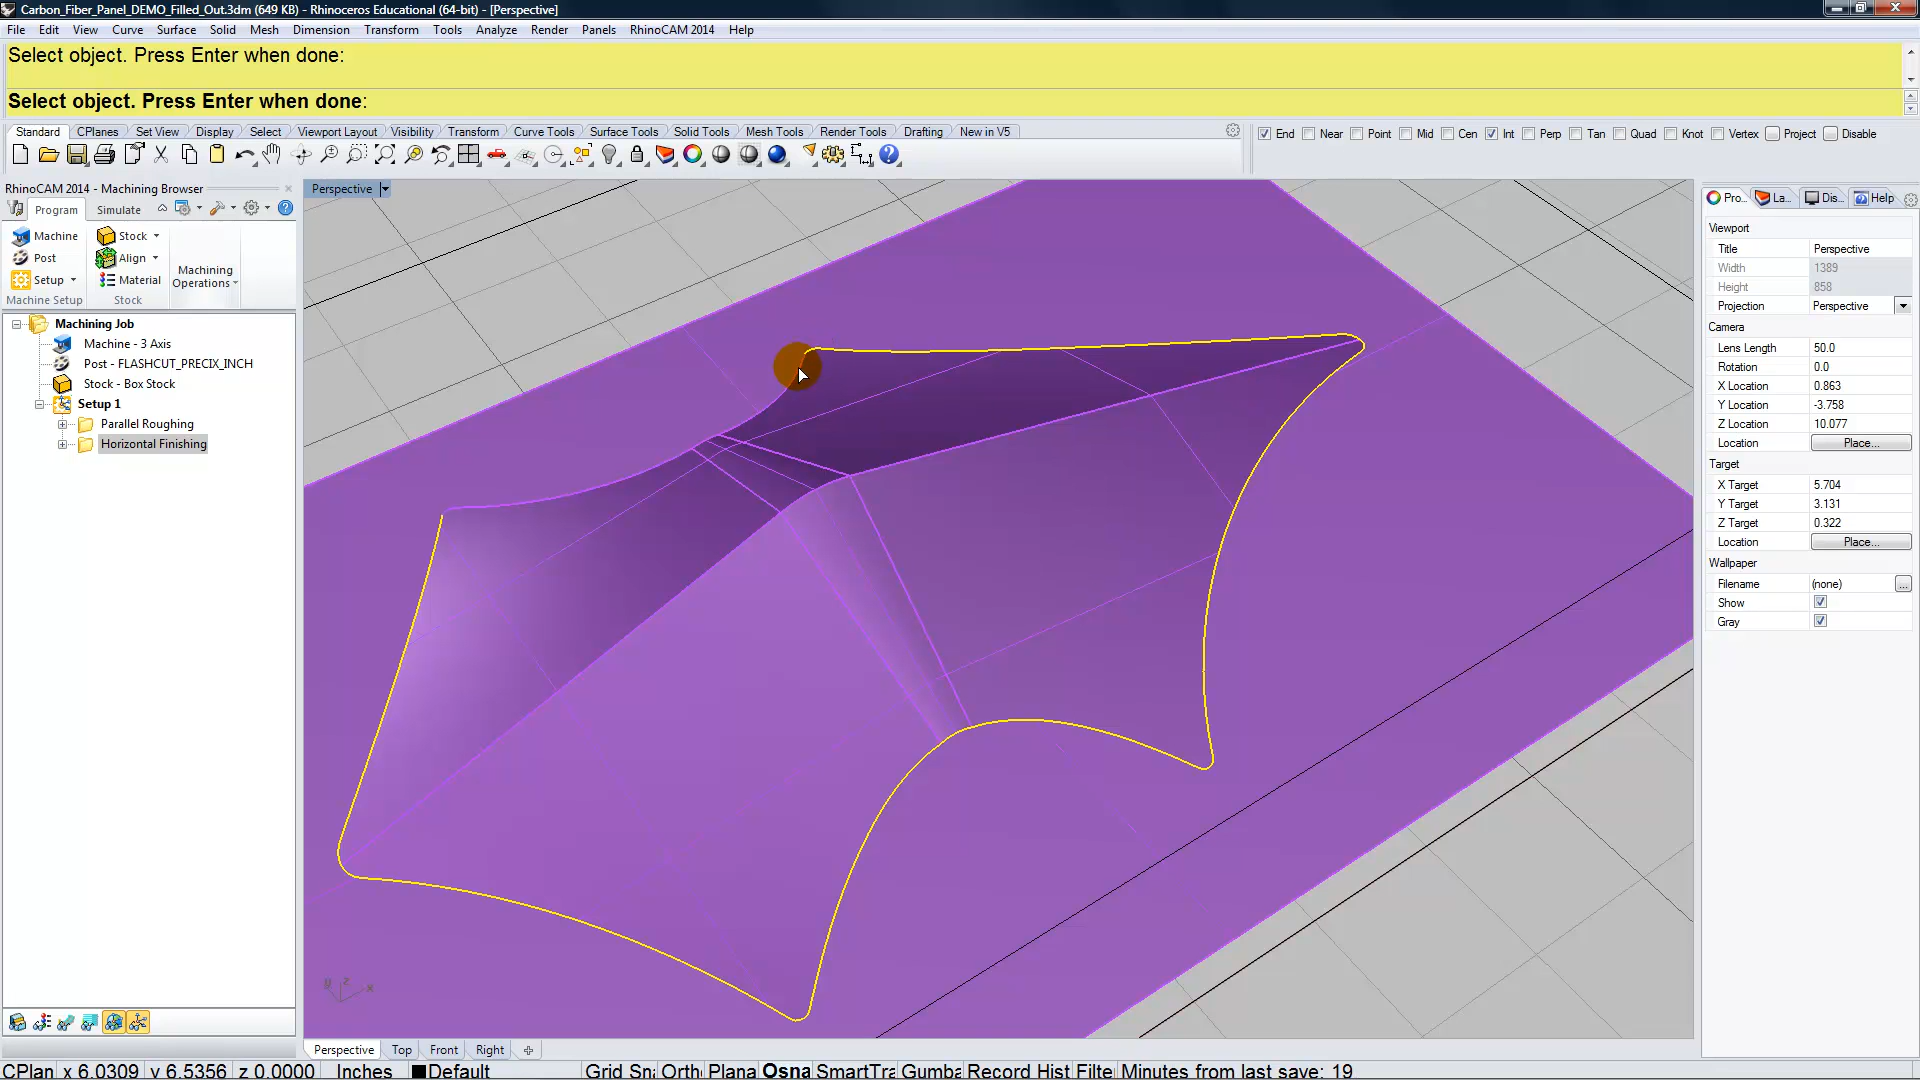 Carbon_Fiber_Panel_DEMO_Filled_Out.3dm (649 KB) - Rhinoceros Educational (64-bit) - [Perspective]
File Edit View Curve Surface Solid Mesh Dimension Transform Tools Analyze Render Panels RhinoCAM 2014 Help
Select object. Press Enter when done:
Select object. Press Enter when done:
Standard CPlanes Set View Display Select Viewport Layout Visibility Transform Curve Tools Surface Tools Solid Tools Mesh Tools Render Tools Drafting New in V5
End Near Point Mid Cen Int Perp Tan Quad Knot Vertex Project Disable
RhinoCAM 2014 - Machining Browser
Program Simulate
Machine Stock
Post Align
Setup Material
Machining Operations
Machine Setup Stock
Machining Job
Machine - 3 Axis
Post - FLASHCUT_PRECIX_INCH
Stock - Box Stock
Setup 1
Parallel Roughing
Horizontal Finishing
Perspective
y z x
Perspective Top Front Right
Pro... La... Dis... Help
Viewport
Title Perspective
Width 1389
Height 858
Projection Perspective
Camera
Lens Length 50.0
Rotation 0.0
X Location 0.863
Y Location -3.758
Z Location 10.077
Location Place...
Target
X Target 5.704
Y Target 3.131
Z Target 0.322
Location Place...
Wallpaper
Filename (none) ...
Show
Gray
CPlan x 6.0309 y 6.5356 z 0.0000 Inches Default Grid Sna Orth Plana Osna SmartTra Gumba Record Hist Filte Minutes from last save: 19